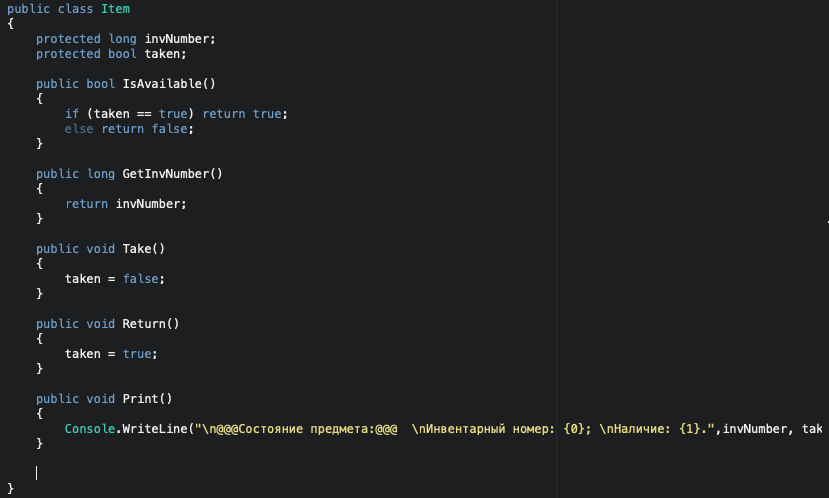 public class Item
{
    protected long invNumber;
    protected bool taken;

    public bool IsAvailable()
    {
        if (taken == true) return true;
        else return false;
    }

    public long GetInvNumber()
    {
        return invNumber;
    }

    public void Take()
    {
        taken = false;
    }

    public void Return()
    {
        taken = true;
    }

    public void Print()
    {
        Console.WriteLine("\n@@@Состояние предмета:@@@  \nИнвентарный номер: {0}; \nНаличие: {1}.",invNumber, tak
    }

}